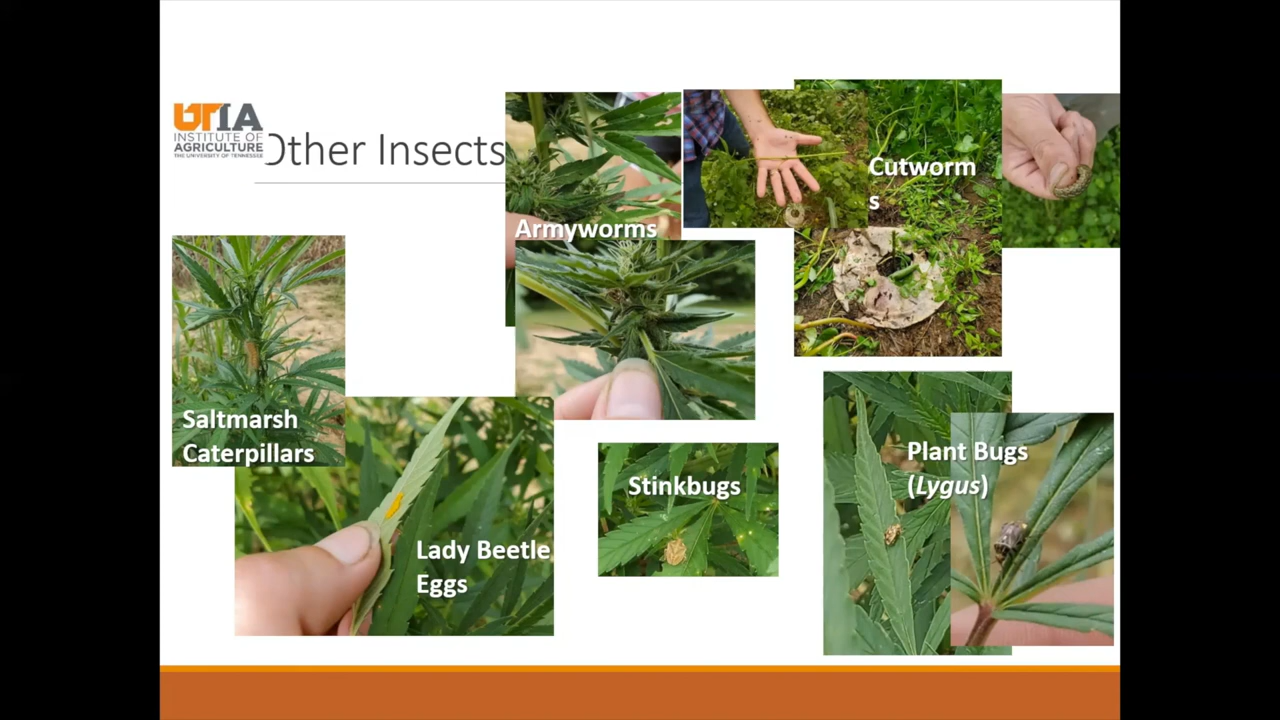 UTIA
INSTITUTE OF
AGRICULTURE
THE UNIVERSITY OF TENNESSEE
Other Insects
Armyworms
Cutworm
s
Saltmarsh
Caterpillars
Lady Beetle
Eggs
Stinkbugs
Plant Bugs
(Lygus)